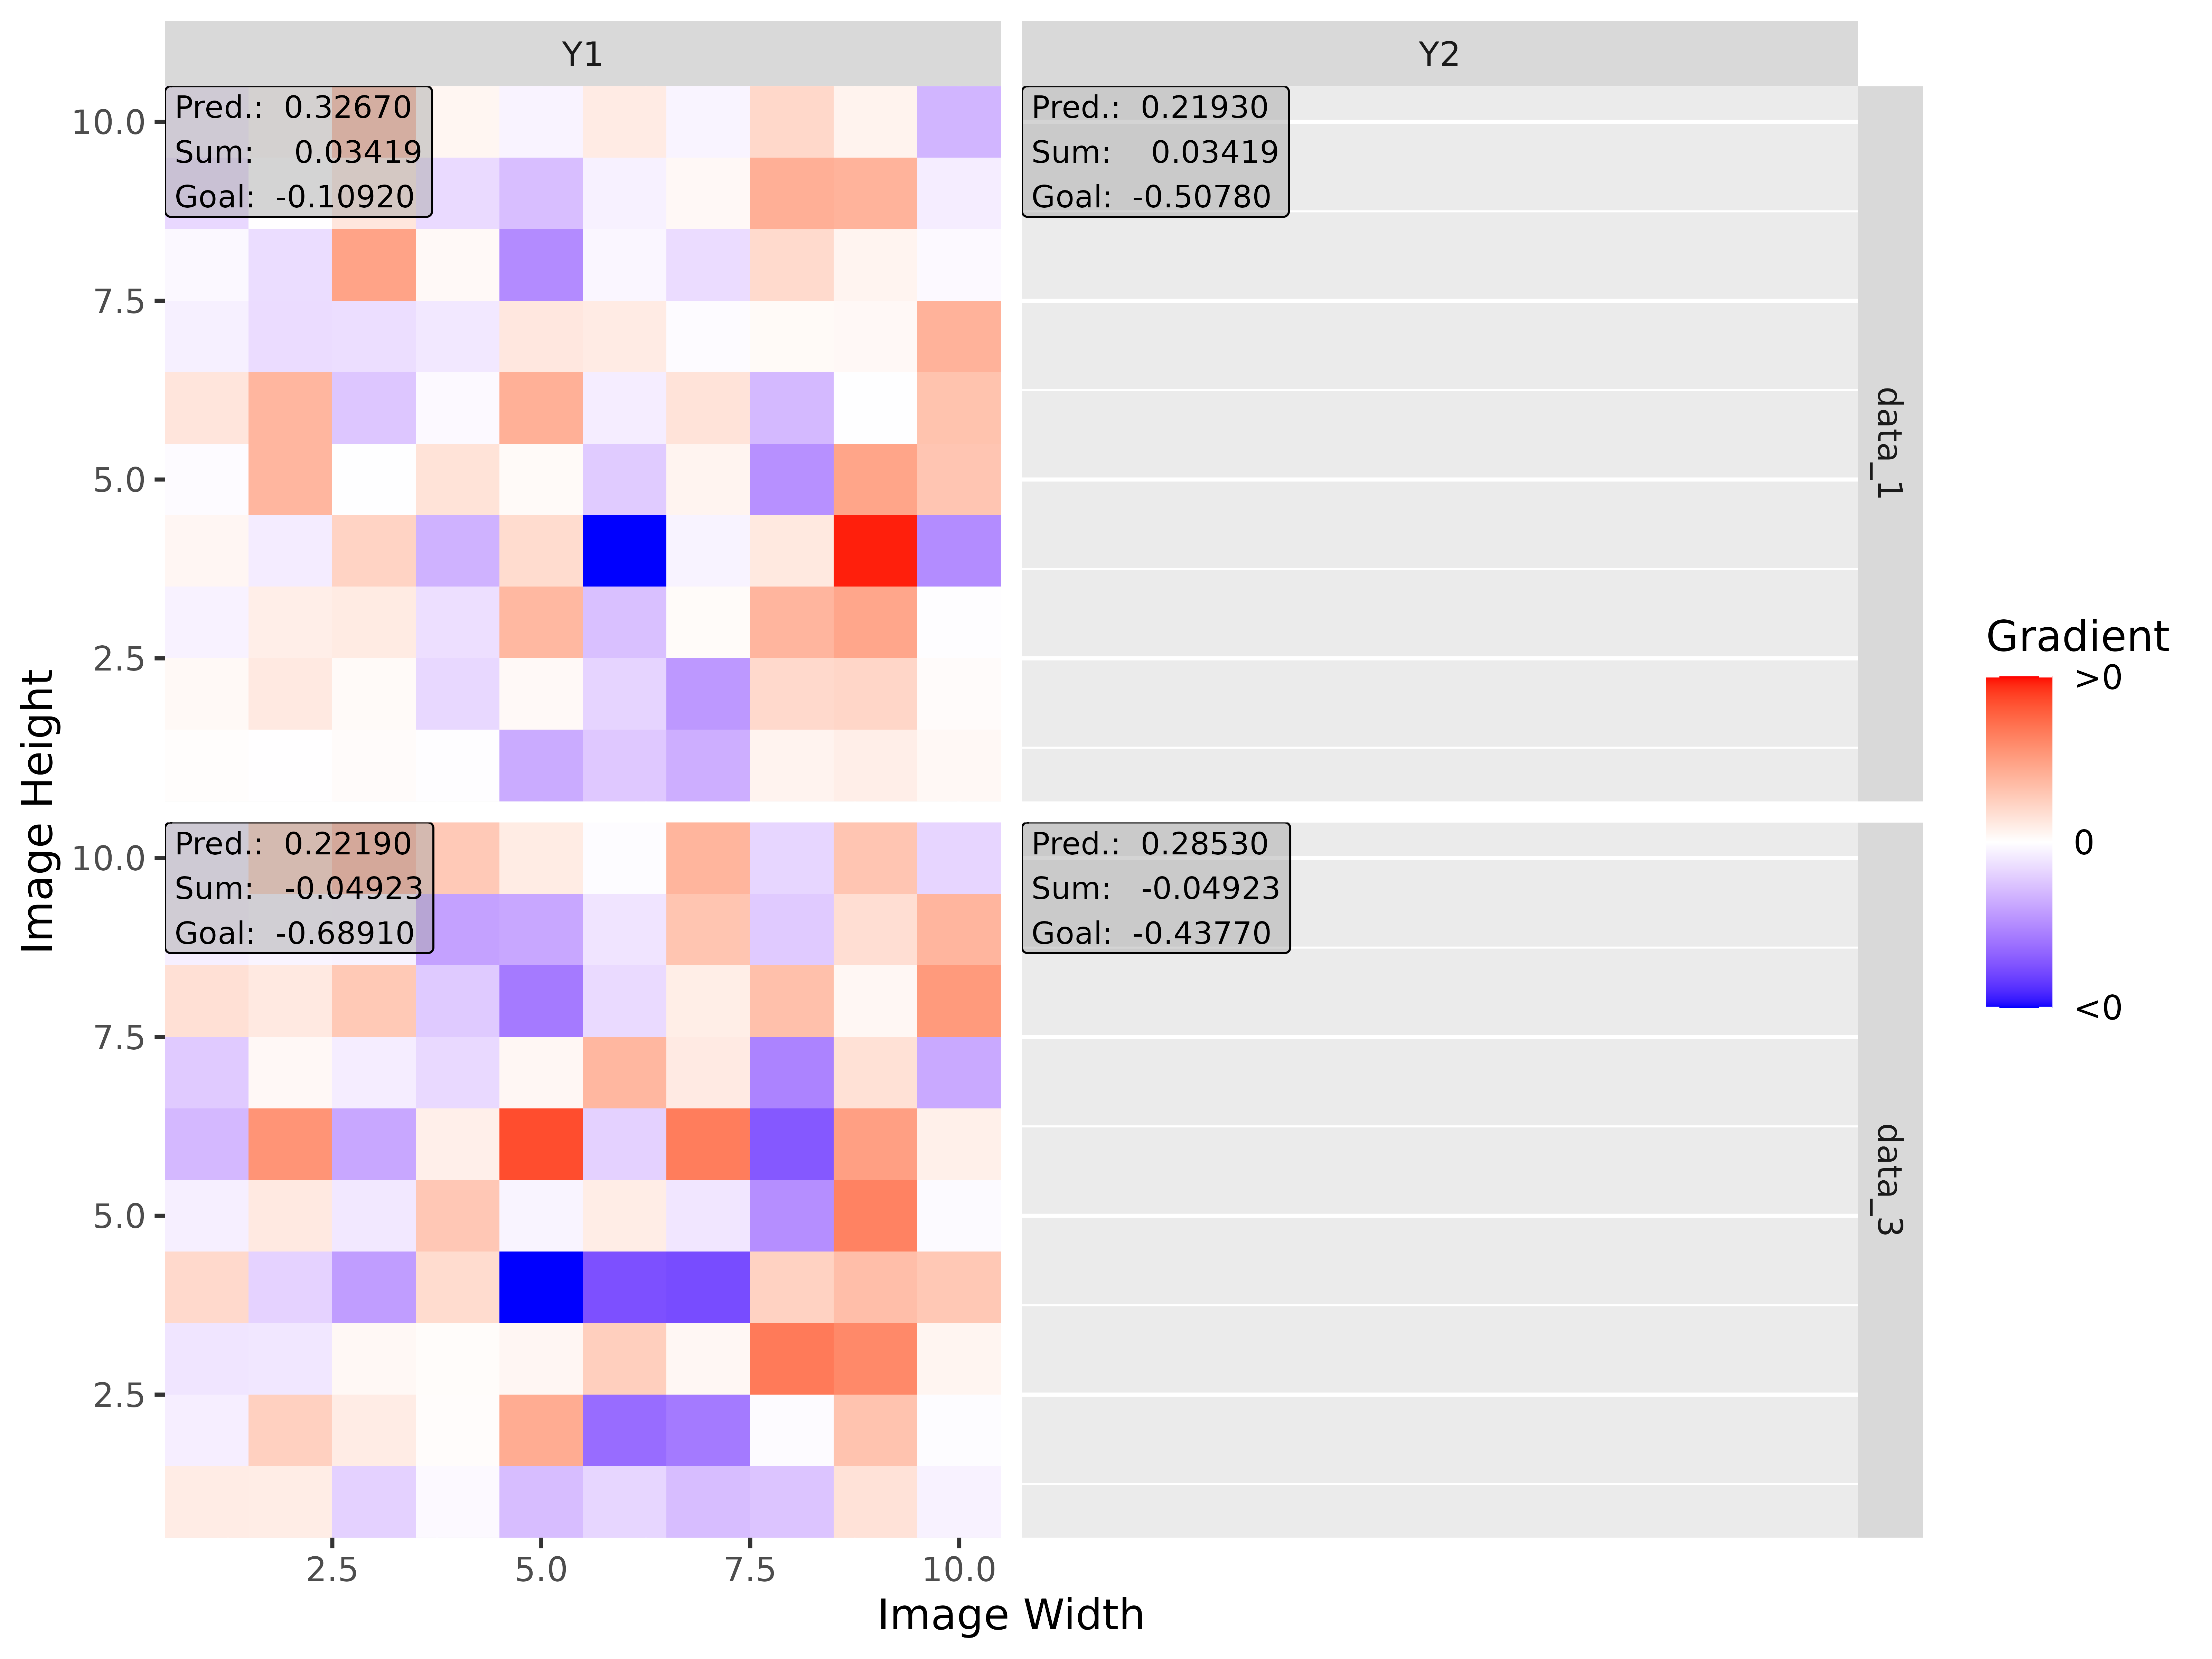 Y1
Y2
Pred.: 0.32670
Sum: 0.03419
Goal: -0.10920
Pred.: 0.21930
Sum: 0.03419
Goal: -0.50780
10.0
7.5
5.0
2.5
data_1
Pred.: 0.22190
Sum: -0.04923
Goal: -0.68910
Pred.: 0.28530
Sum: -0.04923
Goal: -0.43770
10.0
7.5
5.0
2.5
data_3
Image Height
2.5
5.0
7.5
10.0
Image Width
Gradient
>0
0
<0